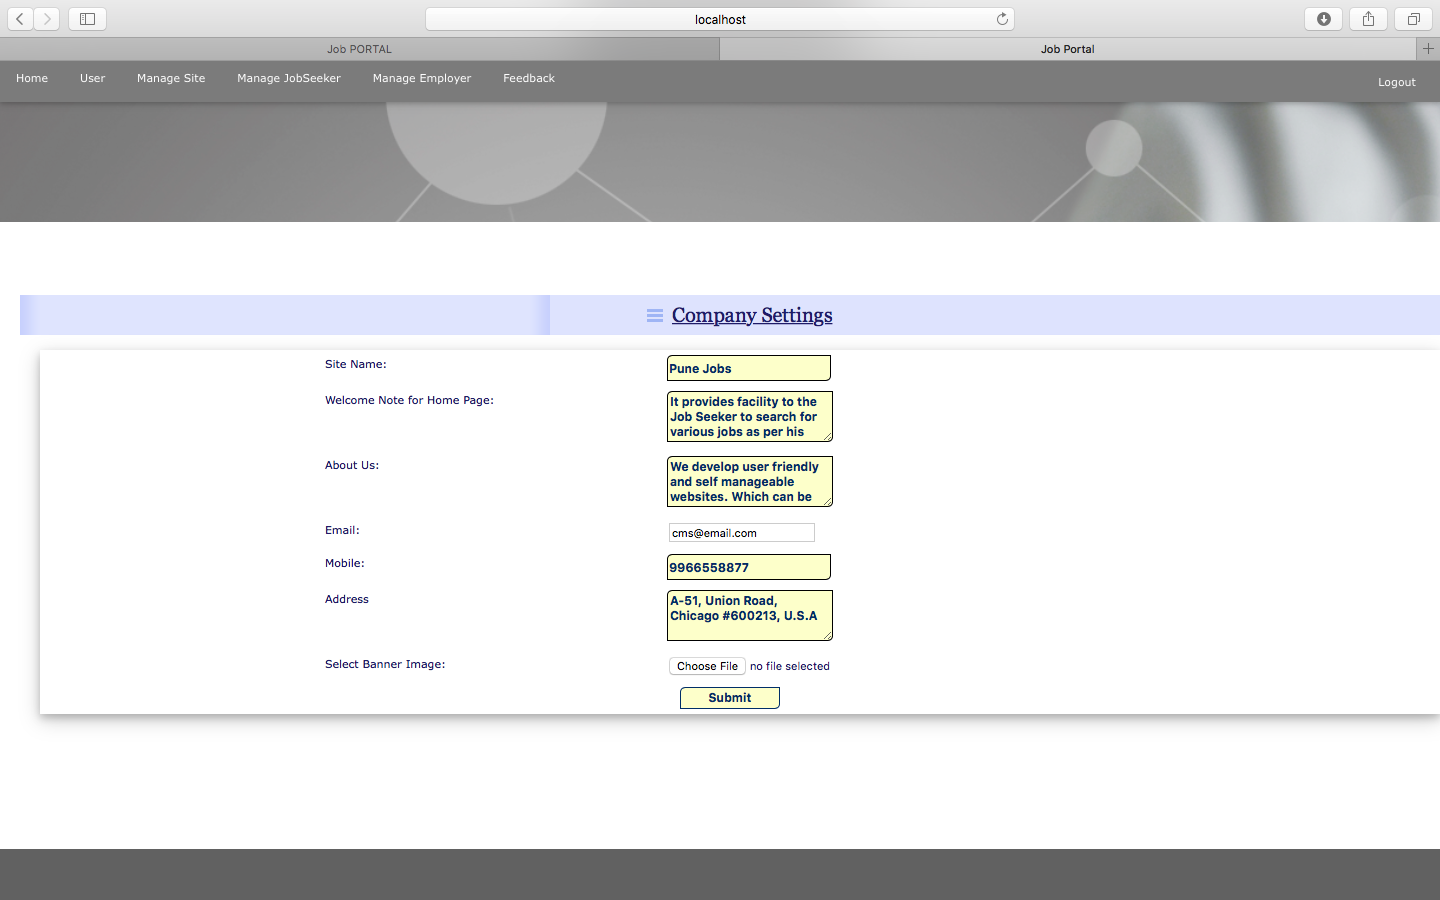 localhost
Job PORTAL
Job Portal
Home User Manage Site Manage JobSeeker Manage Employer Feedback Logout
Company Settings
Site Name: Pune Jobs
Welcome Note for Home Page: It provides facility to the
Job Seeker to search for
various jobs as per his
About Us: We develop user friendly
and self manageable
websites. Which can be
Email: cms@email.com
Mobile: 9966558877
Address A-51, Union Road,
Chicago #600213, U.S.A
Select Banner Image: Choose File no file selected
Submit